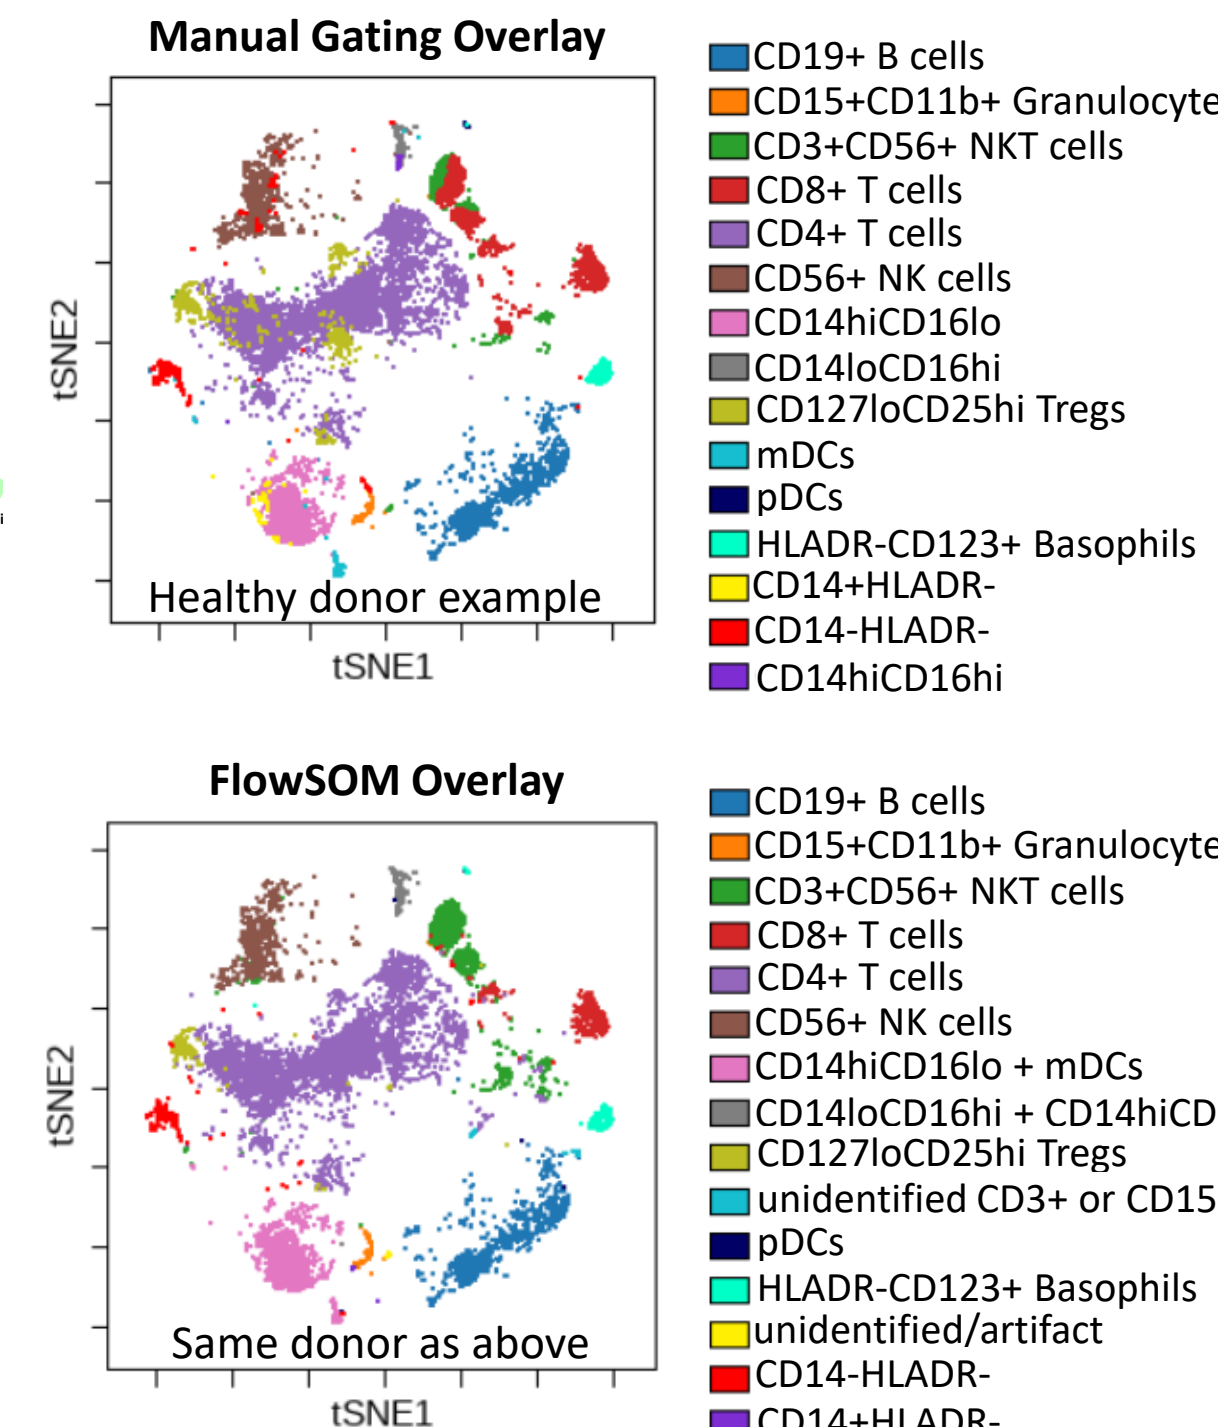 Manual Gating Overlay
CD19+ B cells
CD15+CD11b+ Granulocyte
CD3+CD56+ NKT cells
CD8+ T cells
CD4+ T cells
CD56+ NK cells
CD14hiCD16lo
CD14loCD16hi
CD127loCD25hi Tregs
mDCs
pDCs
HLADR-CD123+ Basophils
CD14+HLADR-
CD14-HLADR-
CD14hiCD16hi
tSNE2
i
Healthy donor example
tSNE1
FlowSOM Overlay
CD19+ B cells
CD15+CD11b+ Granulocyte
CD3+CD56+ NKT cells
CD8+ T cells
CD4+ T cells
CD56+ NK cells
CD14hiCD16lo + mDCs
CD14loCD16hi + CD14hiCD
CD127loCD25hi Tregs
unidentified CD3+ or CD15
pDCs
HLADR-CD123+ Basophils
unidentified/artifact
CD14-HLADR-
CD14+HLADR-
tSNE2
Same donor as above
tSNE1